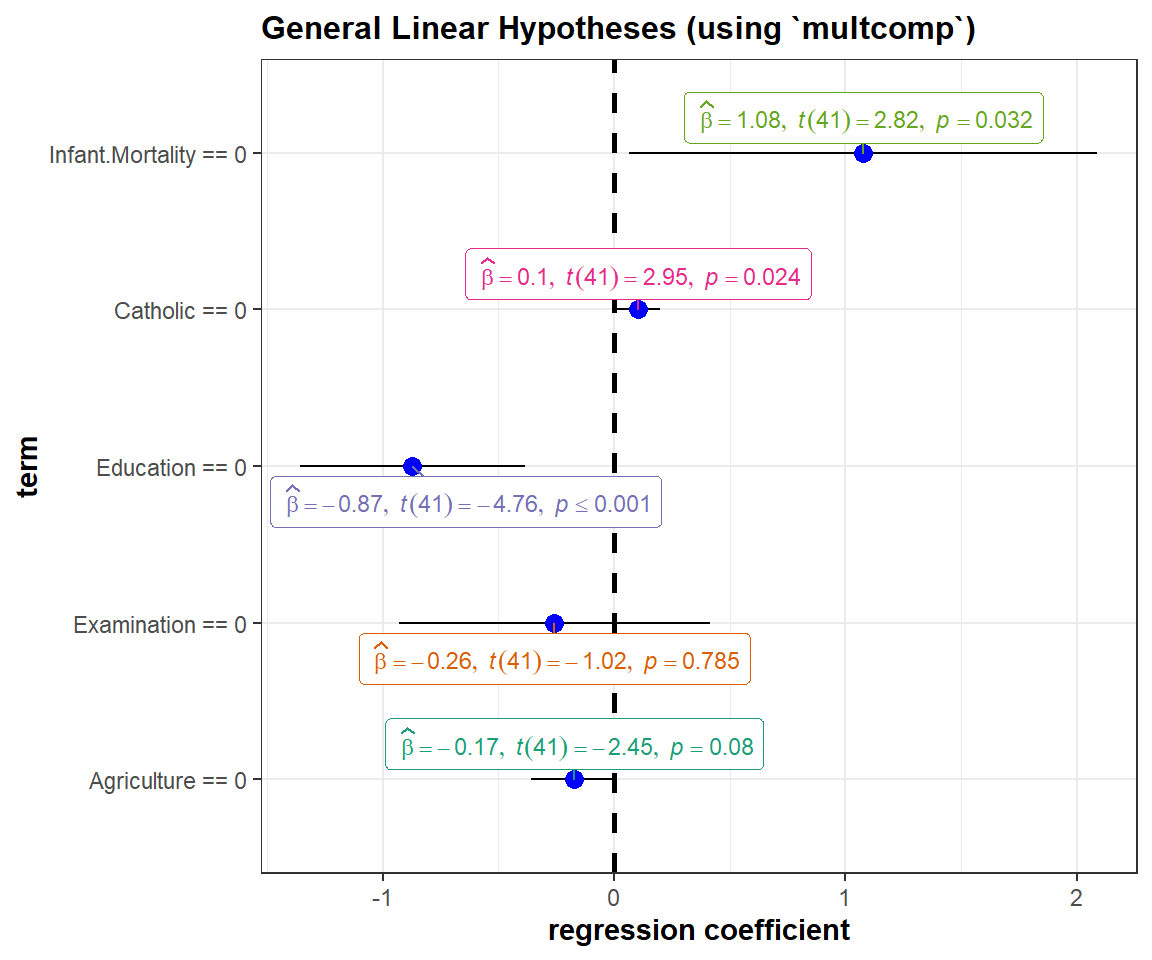 General Linear Hypotheses (using `multcomp`)
β̂ = 1.08, t(41) = 2.82, p = 0.032
Infant.Mortality == 0
β̂ = 0.1, t(41) = 2.95, p = 0.024
Catholic == 0
term
Education == 0
β̂ = −0.87, t(41) = −4.76, p ≤ 0.001
Examination == 0
β̂ = −0.26, t(41) = −1.02, p = 0.785
β̂ = −0.17, t(41) = −2.45, p = 0.08
Agriculture == 0
-1 0 1 2
regression coefficient